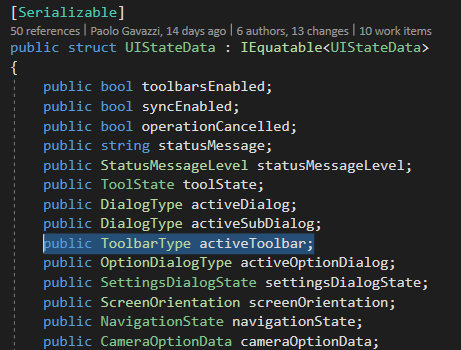 [Serializable]
50 references | Paolo Gavazzi, 14 days ago | 6 authors, 13 changes | 10 work items
public struct UIStateData : IEquatable<UIStateData>
{
public bool toolbarsEnabled;
public bool syncEnabled;
public bool operationCancelled;
public string statusMessage;
public StatusMessageLevel statusMessageLevel;
public ToolState toolState;
public DialogType activeDialog;
public DialogType activeSubDialog;
public ToolbarType activeToolbar;
public OptionDialogType activeOptionDialog;
public SettingsDialogState settingsDialogState;
public ScreenOrientation screenOrientation;
public NavigationState navigationState;
public CameraOptionData cameraOptionData;